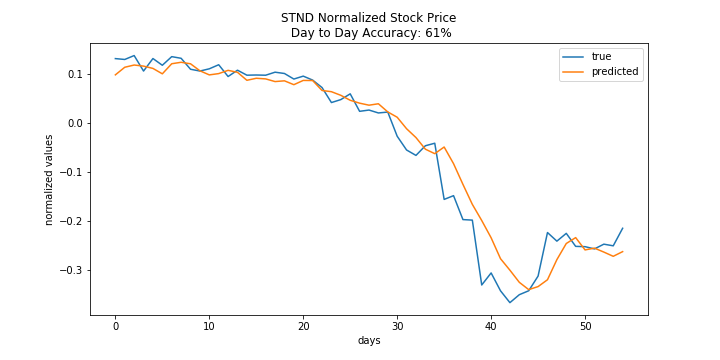 STND Normalized Stock Price
Day to Day Accuracy: 61%
true
predicted
normalized values
0.1
0.0
−0.1
−0.2
−0.3
0 10 20 30 40 50
days